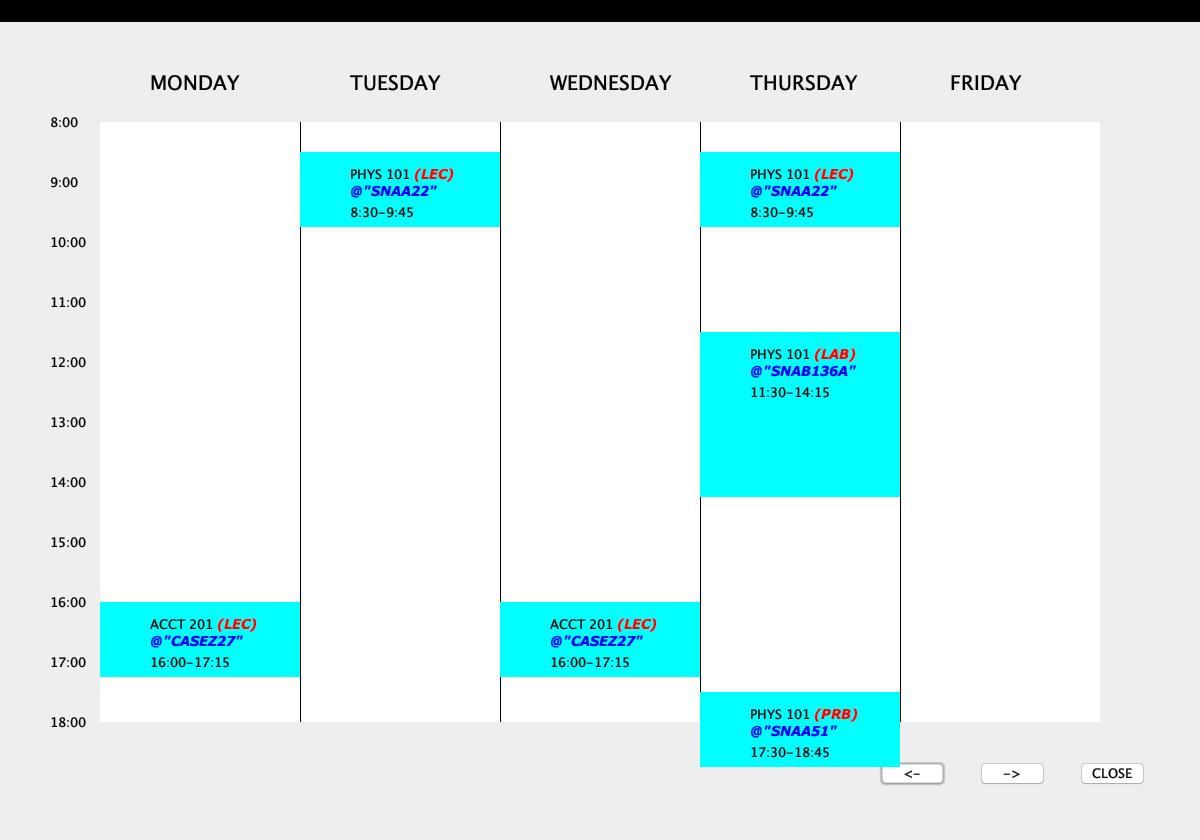 MONDAY TUESDAY WEDNESDAY THURSDAY FRIDAY
8:00
PHYS 101 (LEC) PHYS 101 (LEC)
9:00
@"SNAA22" @"SNAA22"
8:30-9:45 8:30-9:45
10:00
11:00
PHYS 101 (LAB)
12:00
@"SNAB136A"
11:30-14:15
13:00
14:00
15:00
16:00
ACCT 201 (LEC) ACCT 201 (LEC)
@"CASEZ27" @"CASEZ27"
17:00 16:00-17:15 16:00-17:15
PHYS 101 (PRB)
18:00
@"SNAA51"
17:30-18:45
<- -> CLOSE